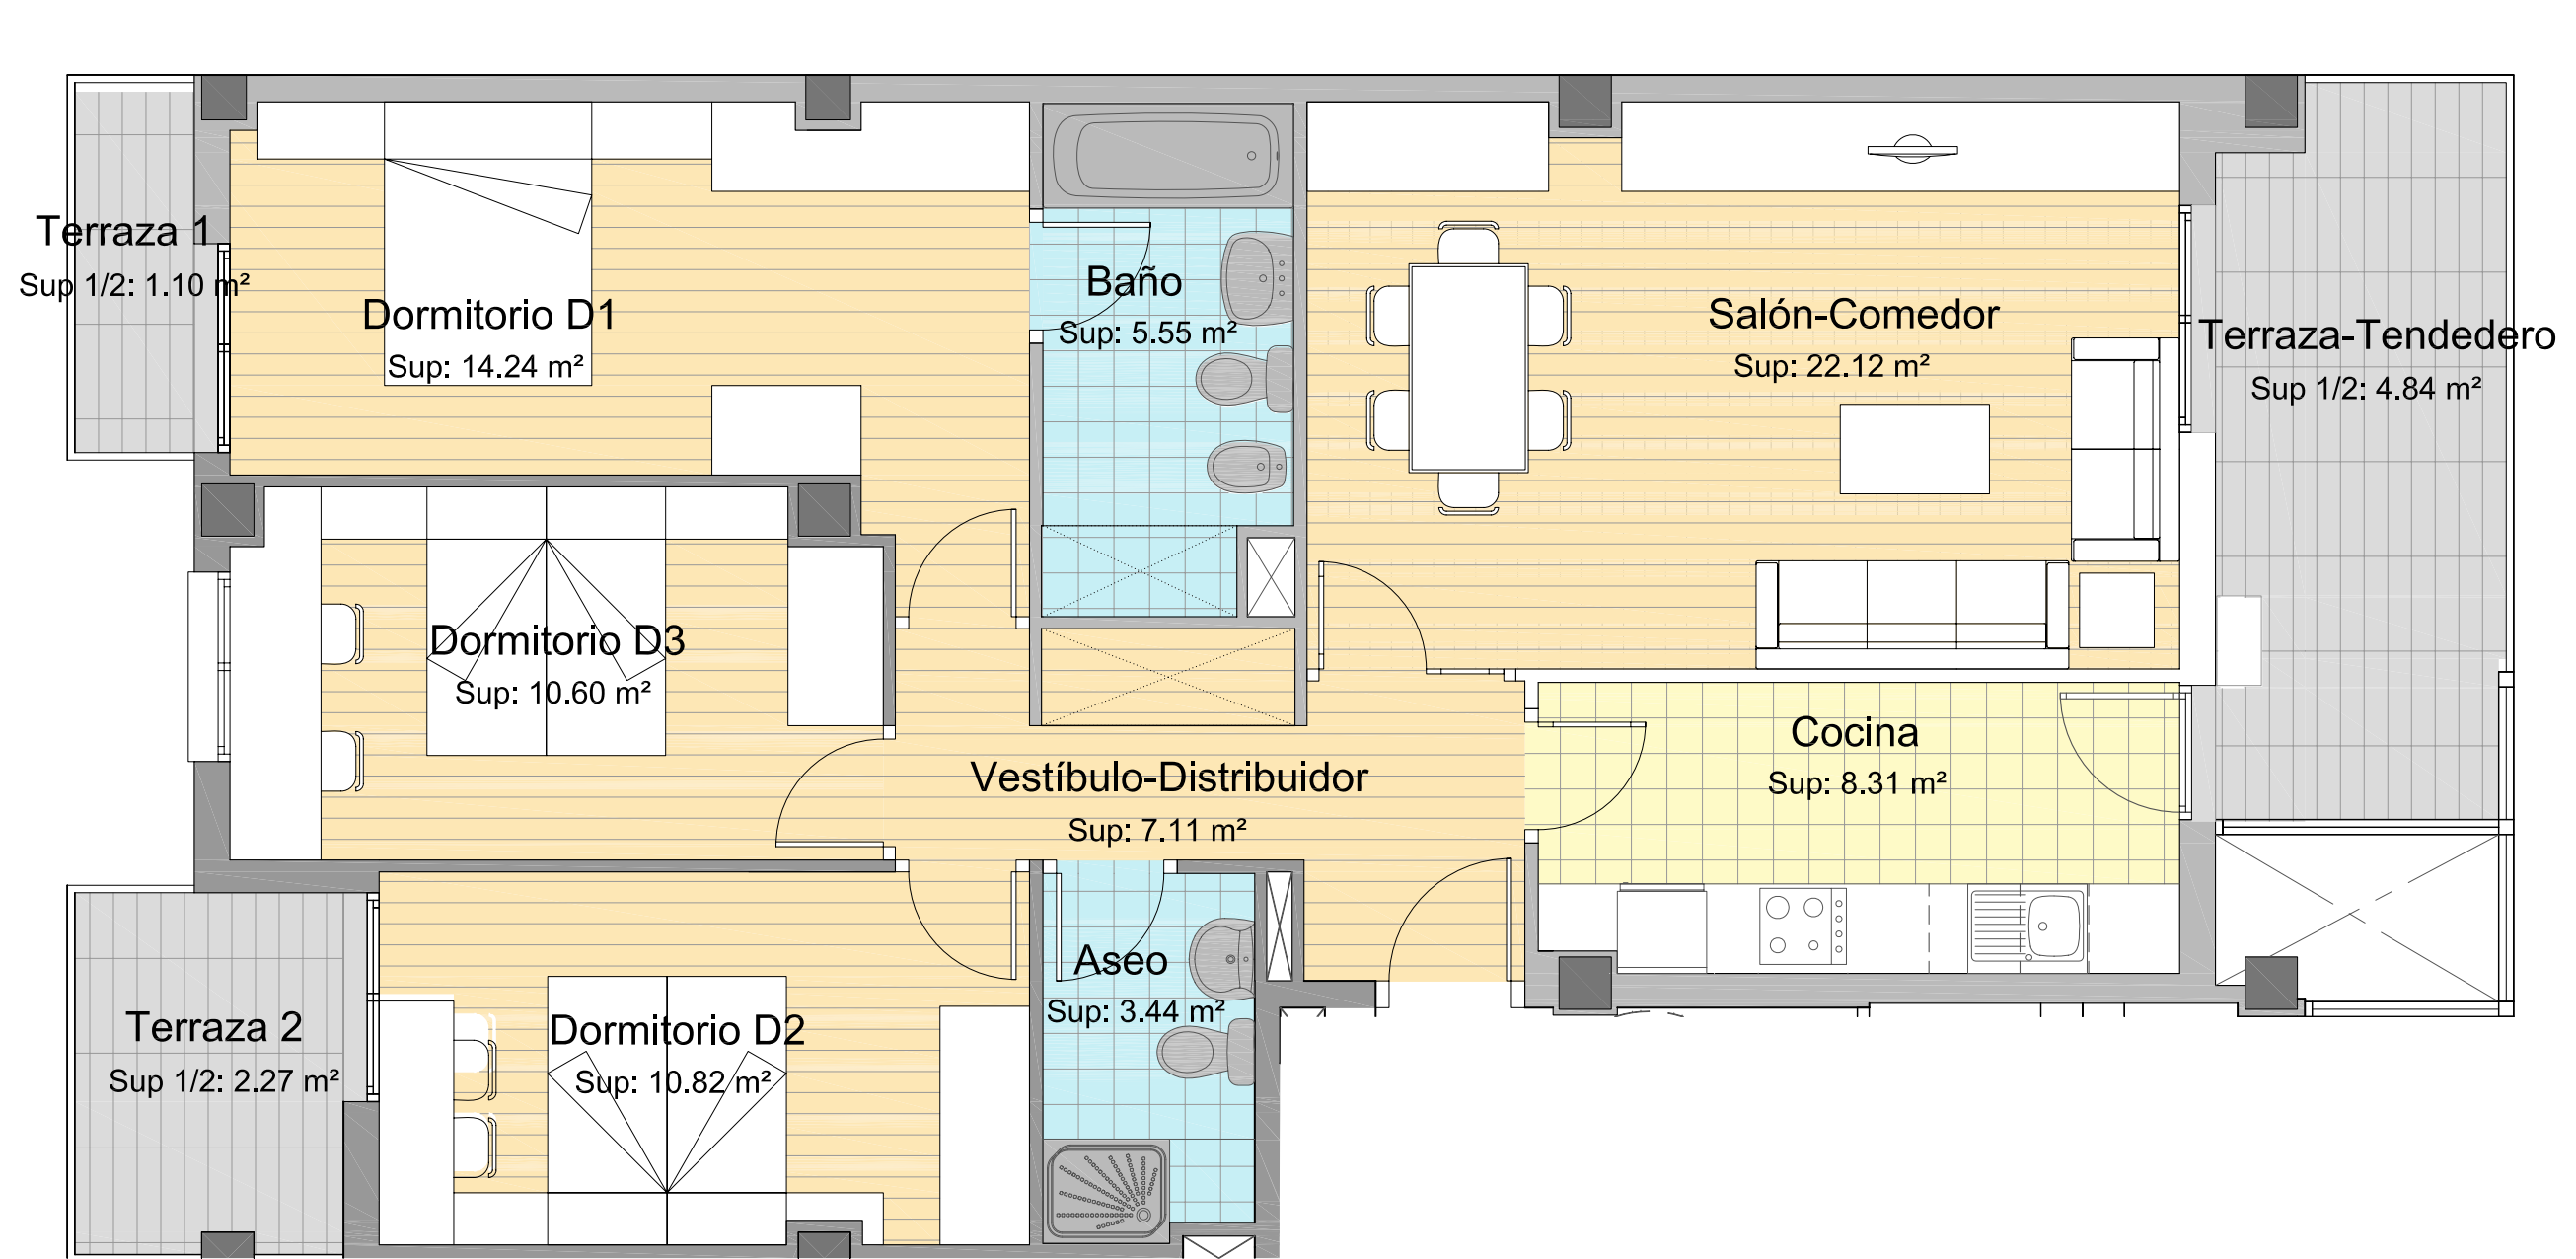 Terraza 1
Sup 1/2: 1.10 m²
Dormitorio D1
Sup: 14.24 m²
Baño
Sup: 5.55 m²
Salón-Comedor
Sup: 22.12 m²
Terraza-Tendedero
Sup 1/2: 4.84 m²
Dormitorio D3
Sup: 10.60 m²
Vestíbulo-Distribuidor
Sup: 7.11 m²
Cocina
Sup: 8.31 m²
Terraza 2
Sup 1/2: 2.27 m²
Dormitorio D2
Sup: 10.82 m²
Aseo
Sup: 3.44 m²